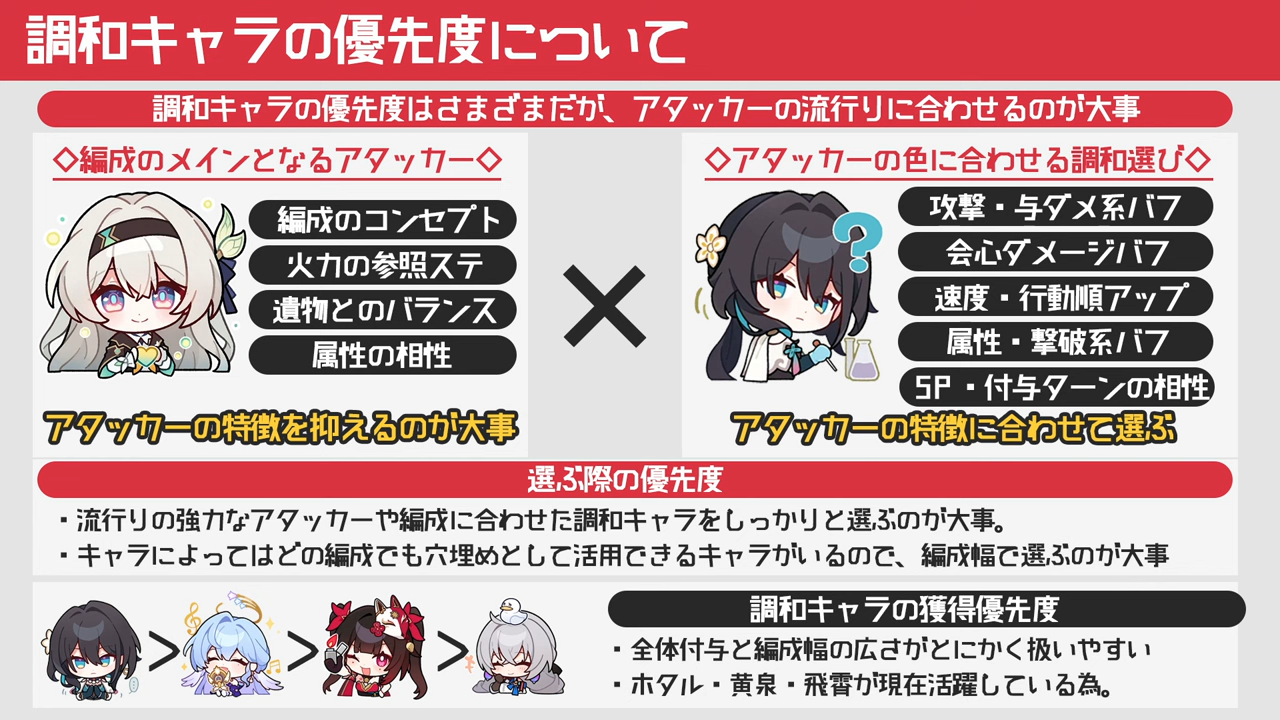 調和キャラの優先度について
調和キャラの優先度はさまざまだが、アタッカーの流行りに合わせるのが大事
◇編成のメインとなるアタッカー◇
編成のコンセプト
火力の参照ステ
遺物とのバランス
属性の相性
アタッカーの特徴を抑えるのが大事
×
◇アタッカーの色に合わせる調和選び◇
攻撃・与ダメ系バフ
会心ダメージバフ
速度・行動順アップ
属性・撃破系バフ
SP・付与ターンの相性
アタッカーの特徴に合わせて選ぶ
選ぶ際の優先度
・流行りの強力なアタッカーや編成に合わせた調和キャラをしっかりと選ぶのが大事。
・キャラによってはどの編成でも穴埋めとして活用できるキャラがいるので、編成幅で選ぶのが大事
> > >
調和キャラの獲得優先度
・全体付与と編成幅の広さがとにかく扱いやすい
・ホタル・黄泉・飛霄が現在活躍している為。